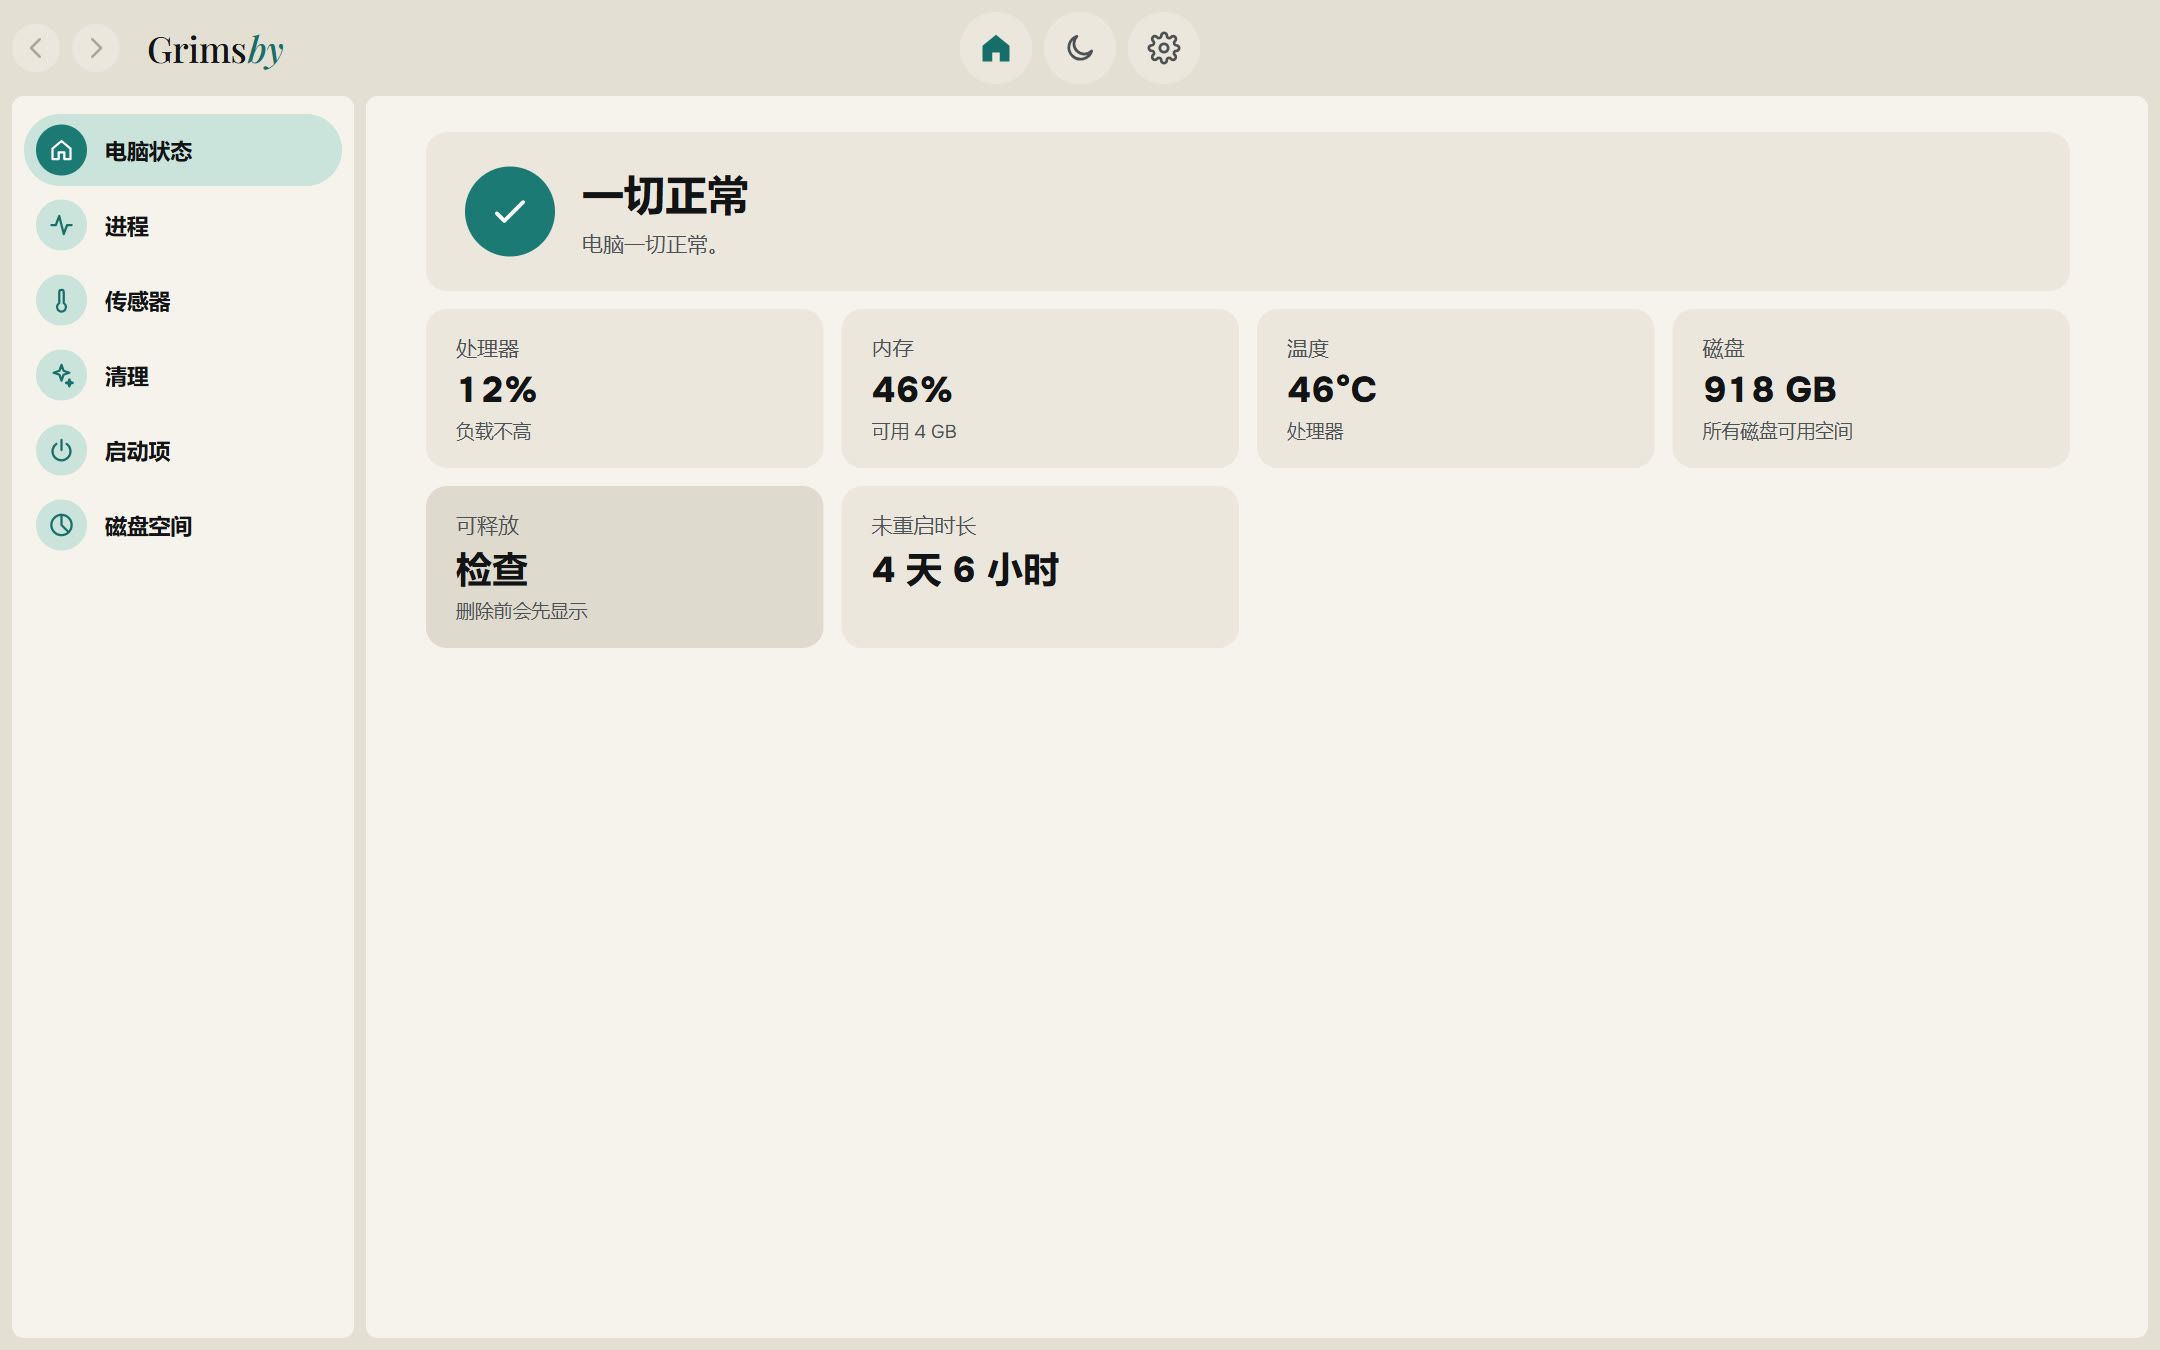 Grimsby
电脑状态
进程
传感器
清理
启动项
磁盘空间
一切正常
电脑一切正常。
处理器
12%
负载不高
内存
46%
可用 4 GB
温度
46°C
处理器
磁盘
918 GB
所有磁盘可用空间
可释放
检查
删除前会先显示
未重启时长
4 天 6 小时